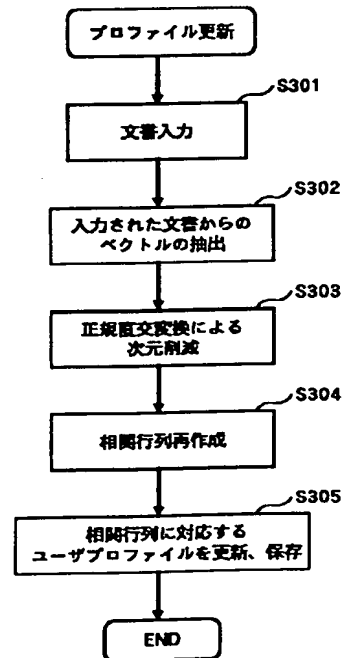 プロファイル更新
S301
文書入力
S302
入力された文書からの
ベクトルの抽出
S303
正規直交変換による
次元削減
S304
相関行列再作成
S305
相関行列に対応する
ユーザプロファイルを更新、保存
END